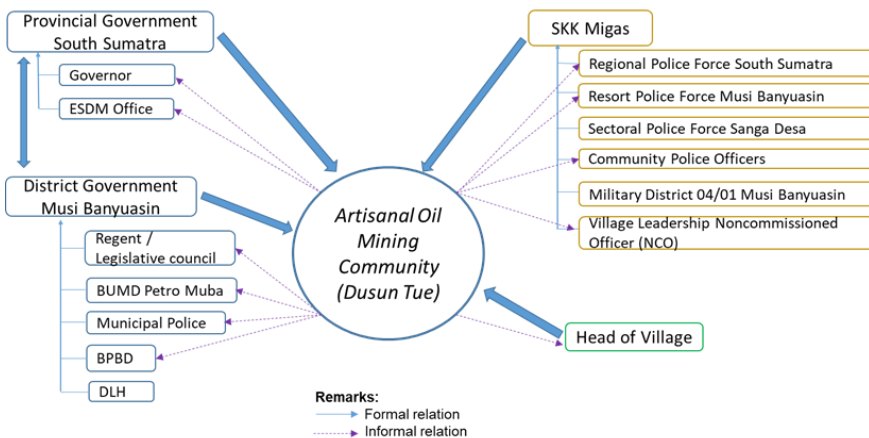 Provincial Government
South Sumatra
Governor
ESDM Office
District Government
Musi Banyuasin
Regent /
Legislative council
BUMD Petro Muba
Municipal Police
BPBD
DLH
Artisanal Oil
Mining
Community
(Dusun Tue)
SKK Migas
Regional Police Force South Sumatra
Resort Police Force Musi Banyuasin
Sectoral Police Force Sanga Desa
Community Police Officers
Military District 04/01 Musi Banyuasin
Village Leadership Noncommissioned
Officer (NCO)
Head of Village
Remarks:
Formal relation
Informal relation